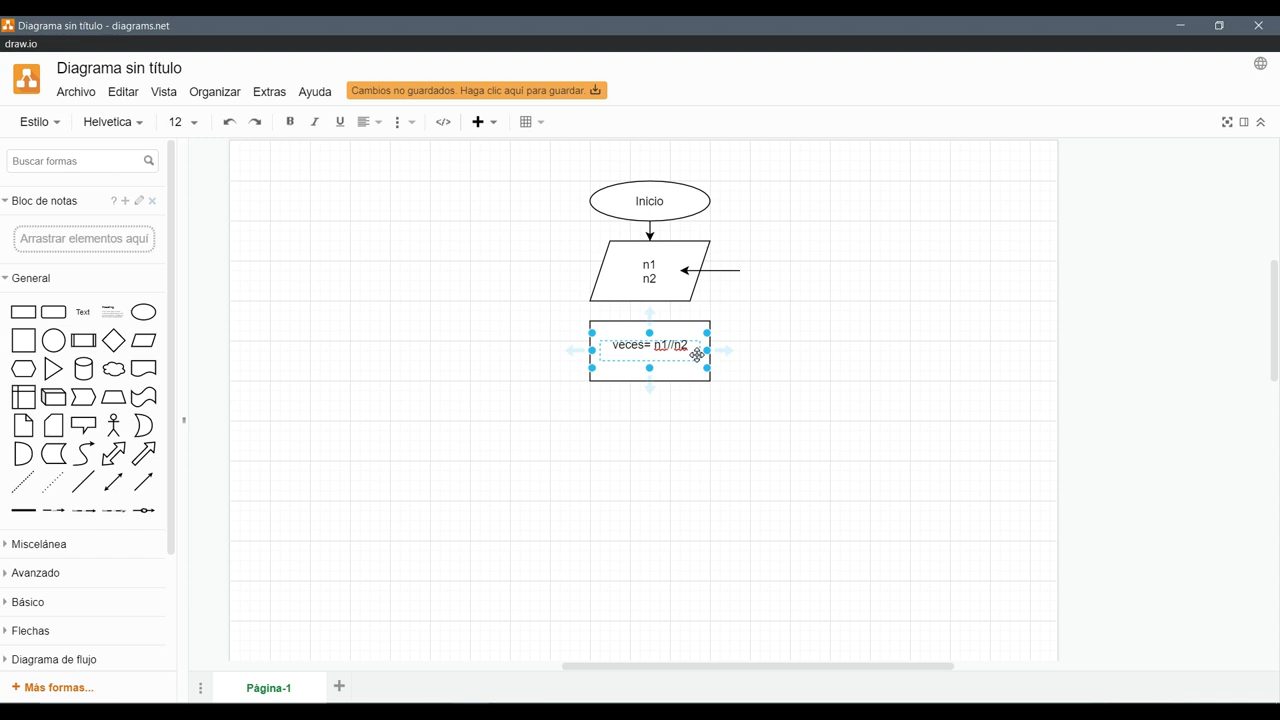 Diagrama sin título - diagrams.net
draw.io
Diagrama sin título
Archivo Editar Vista Organizar Extras Ayuda
Cambios no guardados. Haga clic aquí para guardar.
Estilo Helvetica 12 B I U </>
Buscar formas
Bloc de notas ?
Arrastrar elementos aquí
General
Text
Heading
Misceláneа
Avanzado
Básico
Flechas
Diagrama de flujo
+ Más formas...
Inicio
n1
n2
veces= n1//n2
Página-1